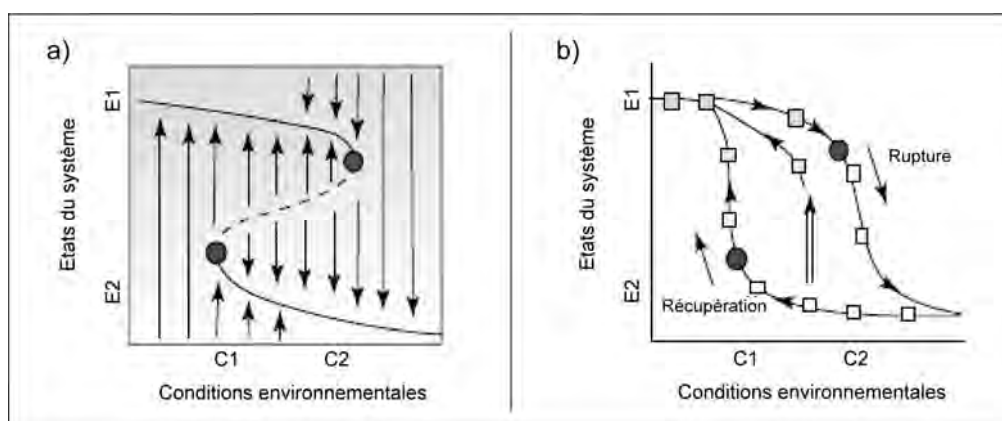 a)
E1
Etats du système
E2
C1
C2
Conditions environnementales
b)
E1
Etats du système
E2
Rupture
Récupération
C1
C2
Conditions environnementales